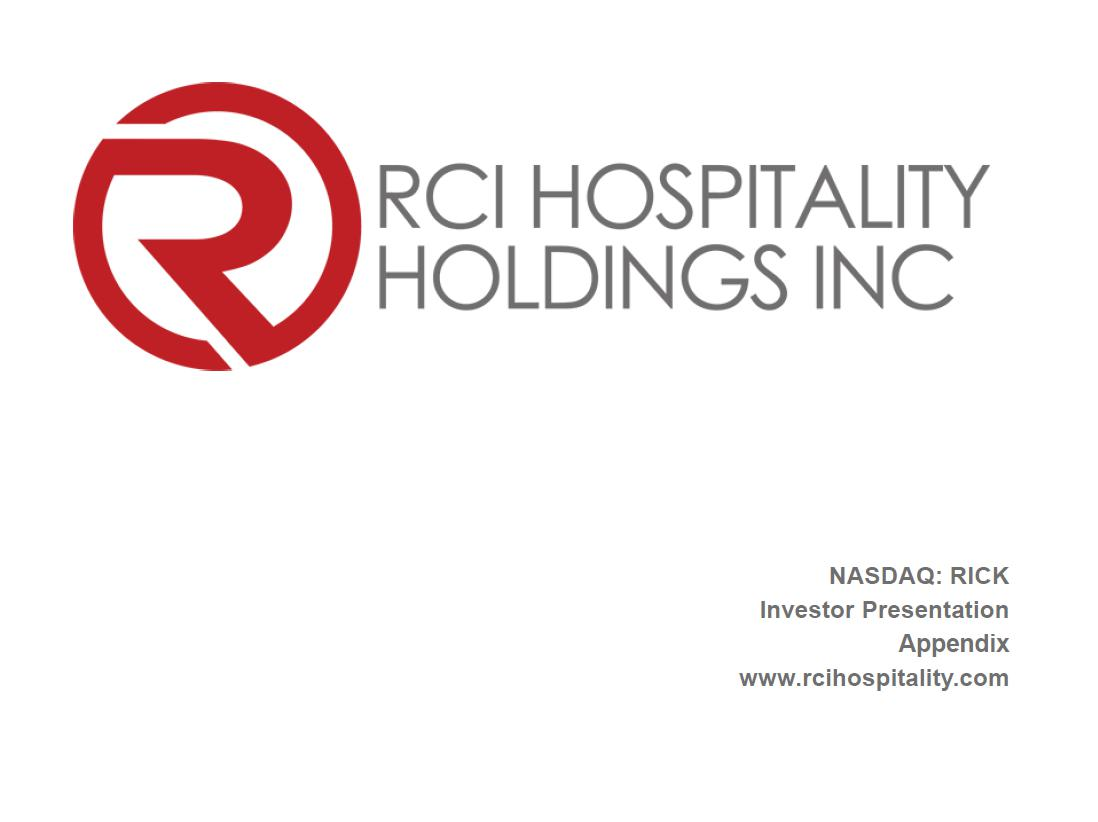 RCI HOSPITALITY
HOLDINGS INC
NASDAQ: RICK
Investor Presentation
Appendix
www.rcihospitality.com